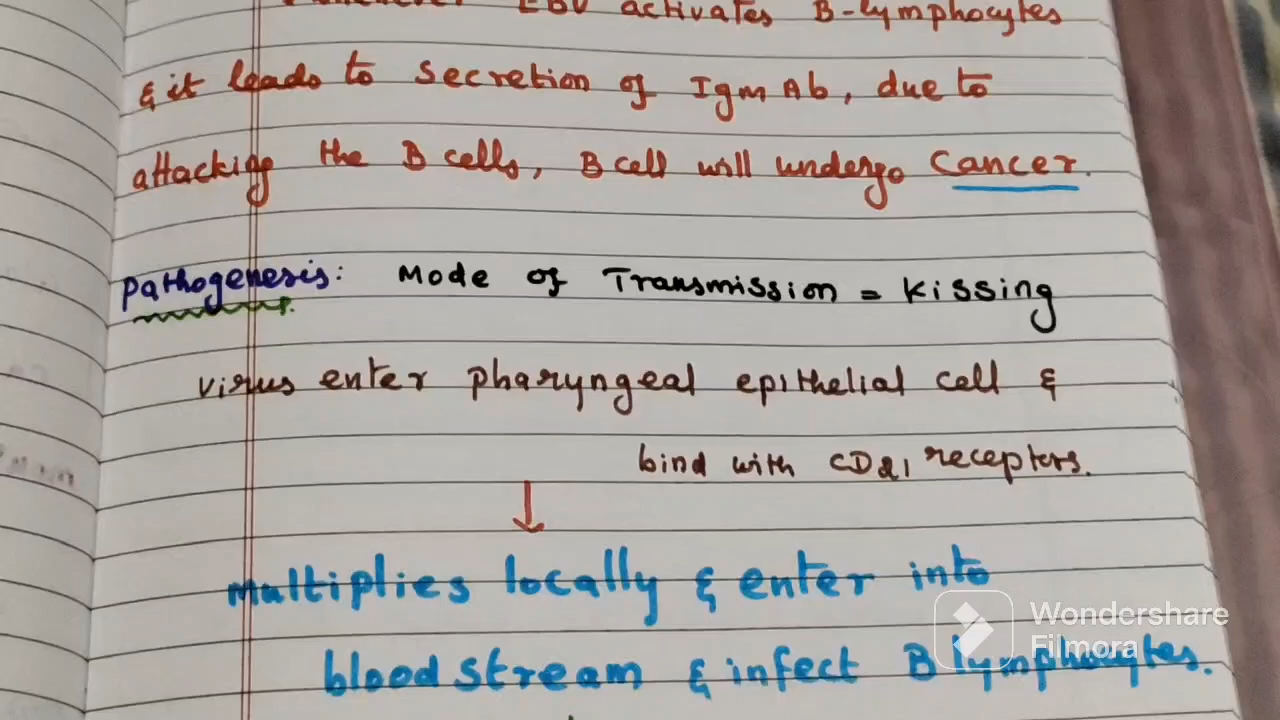 EBV activates B-lymphocytes
& it leads to secretion of Igm Ab, due to
attacking the B cells, B cell will undergo Cancer.
Pathogenesis: Mode of Transmission = Kissing
virus enter pharyngeal epithelial cell &
bind with CD21 receptors.
↓
Multiplies locally & enter into
blood stream & infect B lymphocytes.
Wondershare
Filmora